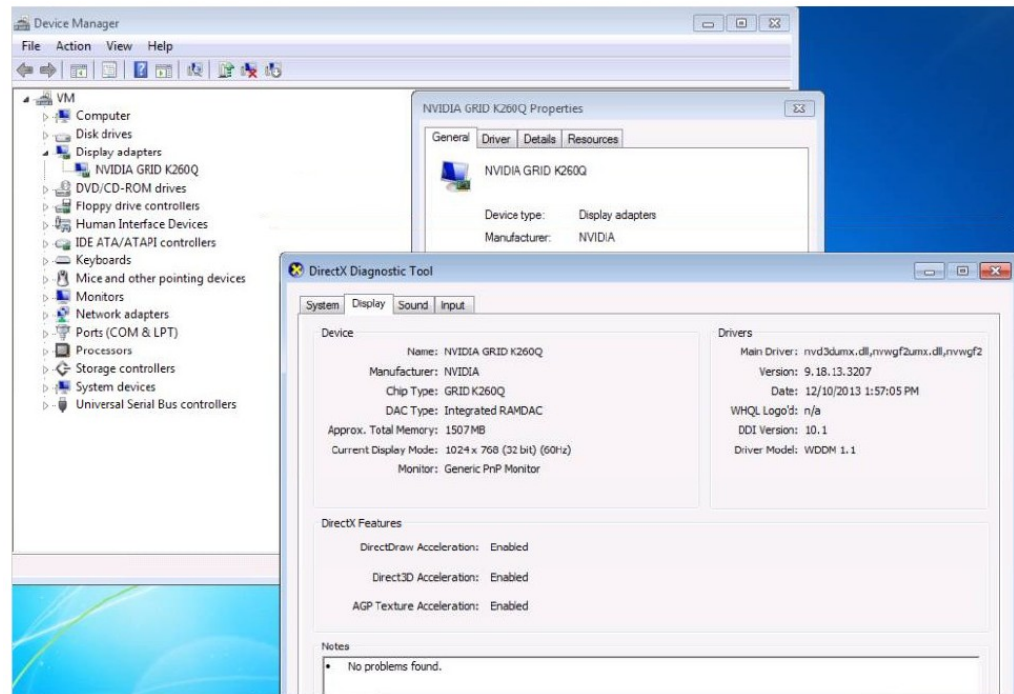 Device Manager
File Action View Help
VM
Computer
Disk drives
Display adapters
NVIDIA GRID K260Q
DVD/CD-ROM drives
Floppy drive controllers
Human Interface Devices
IDE ATA/ATAPI controllers
Keyboards
Mice and other pointing devices
Monitors
Network adapters
Ports (COM & LPT)
Processors
Storage controllers
System devices
Universal Serial Bus controllers
NVIDIA GRID K260Q Properties
General Driver Details Resources
NVIDIA GRID K260Q
Device type: Display adapters
Manufacturer: NVIDIA
DirectX Diagnostic Tool
System Display Sound Input
Device
Name: NVIDIA GRID K260Q
Manufacturer: NVIDIA
Chip Type: GRID K260Q
DAC Type: Integrated RAMDAC
Approx. Total Memory: 1507 MB
Current Display Mode: 1024 x 768 (32 bit) (60Hz)
Monitor: Generic PnP Monitor
Drivers
Main Driver: nvd3dumx.dll,nvwgf2umx.dll,nvwgf2
Version: 9.18.13.3207
Date: 12/10/2013 1:57:05 PM
WHQL Logo'd: n/a
DDI Version: 10.1
Driver Model: WDDM 1.1
DirectX Features
DirectDraw Acceleration: Enabled
Direct3D Acceleration: Enabled
AGP Texture Acceleration: Enabled
Notes
• No problems found.